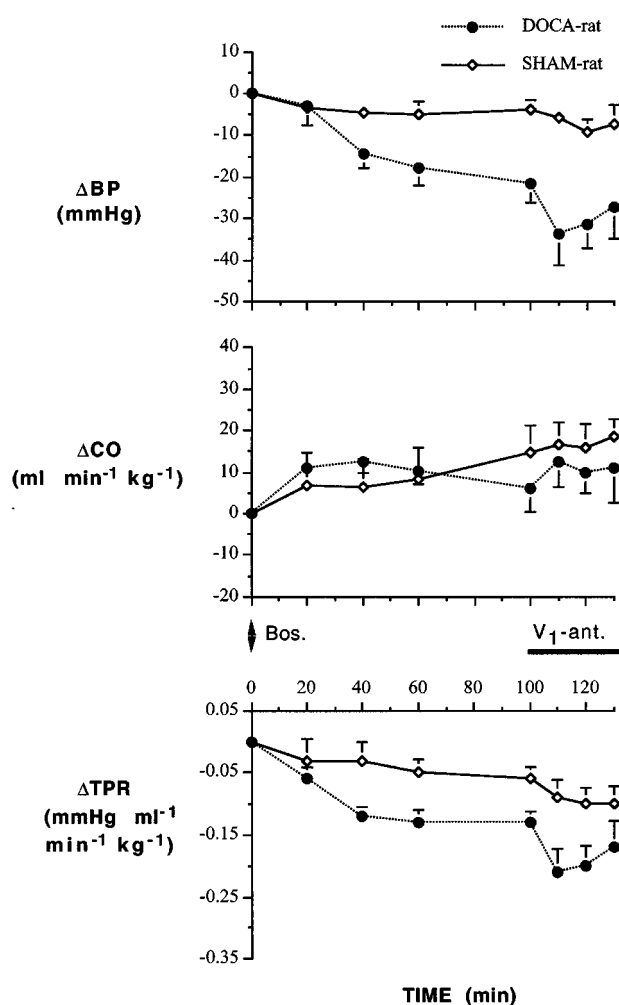 DOCA-rat
SHAM-rat
10
0
-10
-20
-30
-40
-50
ΔBP
(mmHg)
40
30
20
10
0
-10
-20
ΔCO
(ml min⁻¹ kg⁻¹)
Bos.
V₁-ant.
0 20 40 60 80 100 120
0.05
-0.05
-0.15
-0.25
-0.35
ΔTPR
(mmHg ml⁻¹
min⁻¹ kg⁻¹)
TIME (min)